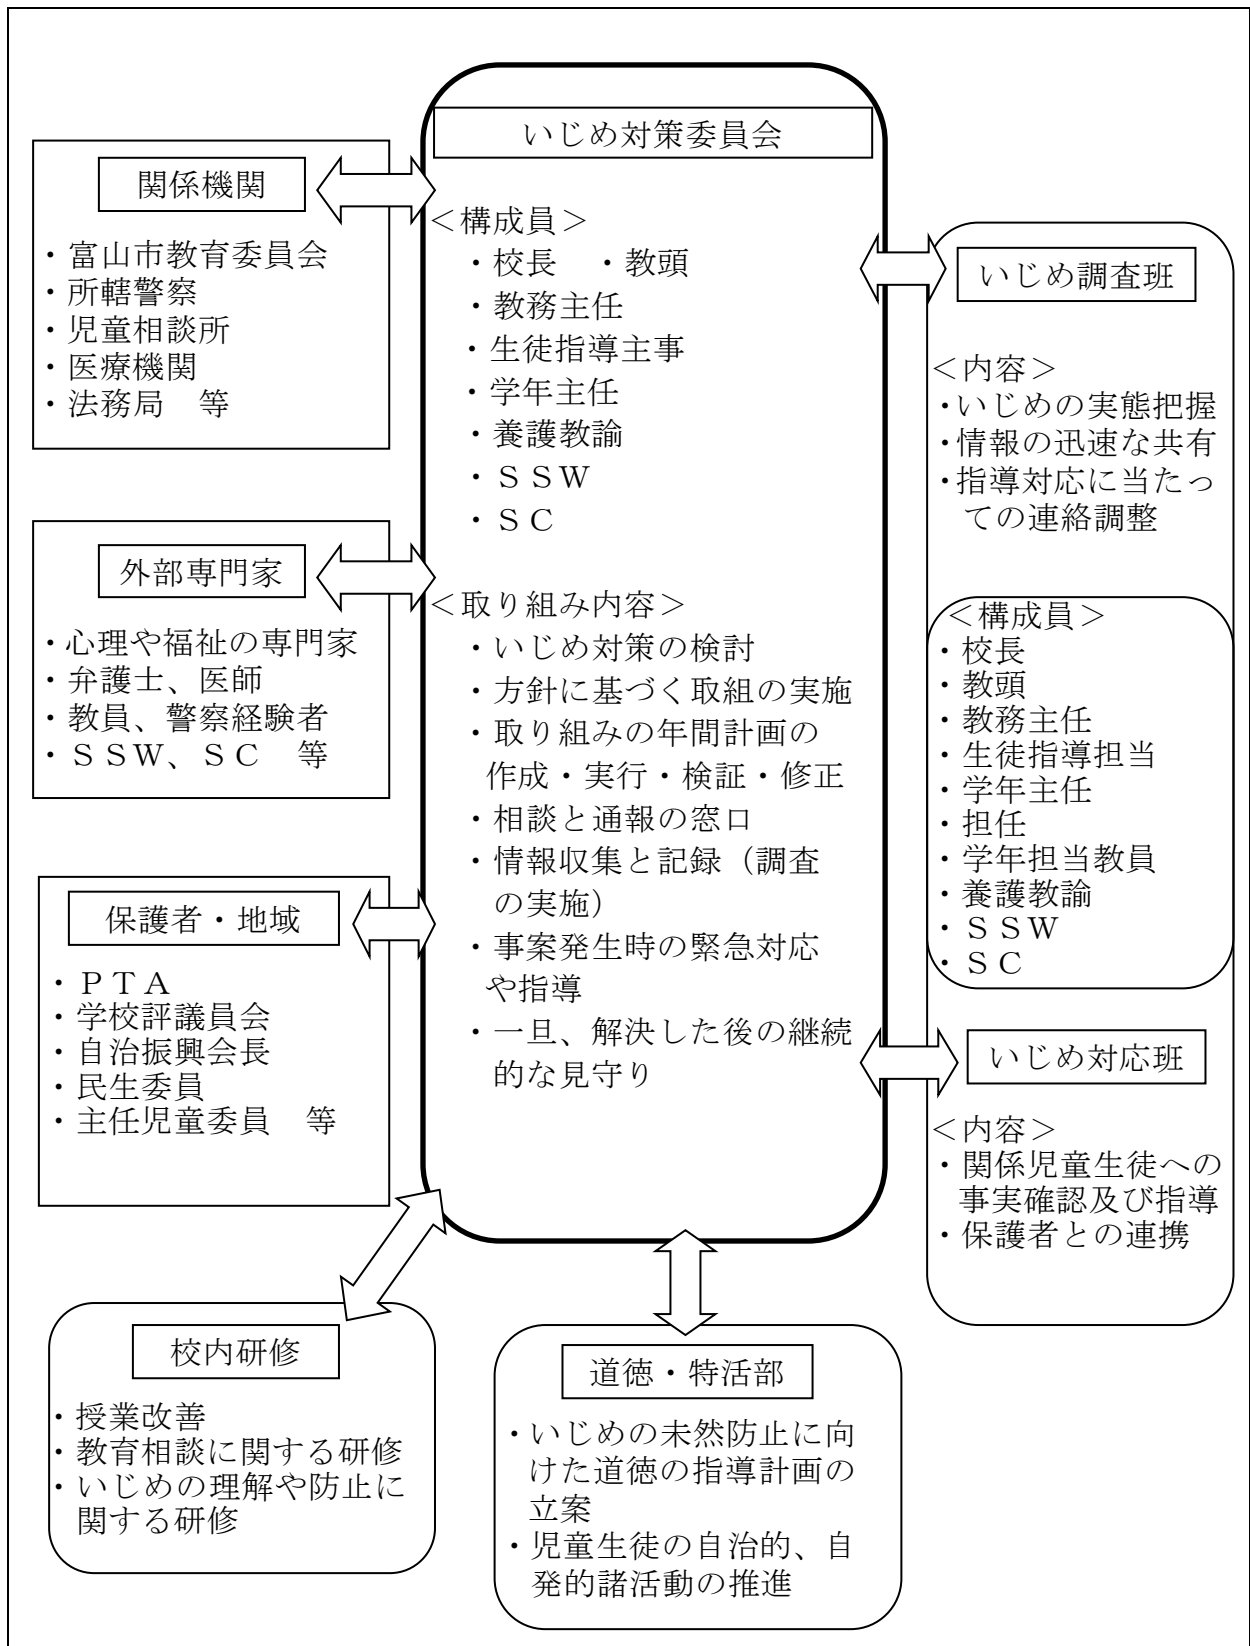 いじめ対策委員会
＜構成員＞
・校長　・教頭
・教務主任
・生徒指導主事
・学年主任
・養護教諭
・ＳＳＷ
・ＳＣ
＜取り組み内容＞
・いじめ対策の検討
・方針に基づく取組の実施
・取り組みの年間計画の
作成・実行・検証・修正
・相談と通報の窓口
・情報収集と記録（調査
の実施）
・事案発生時の緊急対応
や指導
・一旦、解決した後の継続
的な見守り
関係機関
・富山市教育委員会
・所轄警察
・児童相談所
・医療機関
・法務局　等
外部専門家
・心理や福祉の専門家
・弁護士、医師
・教員、警察経験者
・ＳＳＷ、ＳＣ　等
保護者・地域
・ＰＴＡ
・学校評議員会
・自治振興会長
・民生委員
・主任児童委員　等
いじめ調査班
＜内容＞
・いじめの実態把握
・情報の迅速な共有
・指導対応に当たっ
ての連絡調整
＜構成員＞
・校長
・教頭
・教務主任
・生徒指導担当
・学年主任
・担任
・学年担当教員
・養護教諭
・ＳＳＷ
・ＳＣ
いじめ対応班
＜内容＞
・関係児童生徒への
事実確認及び指導
・保護者との連携
校内研修
・授業改善
・教育相談に関する研修
・いじめの理解や防止に
関する研修
道徳・特活部
・いじめの未然防止に向
けた道徳の指導計画の
立案
・児童生徒の自治的、自
発的諸活動の推進